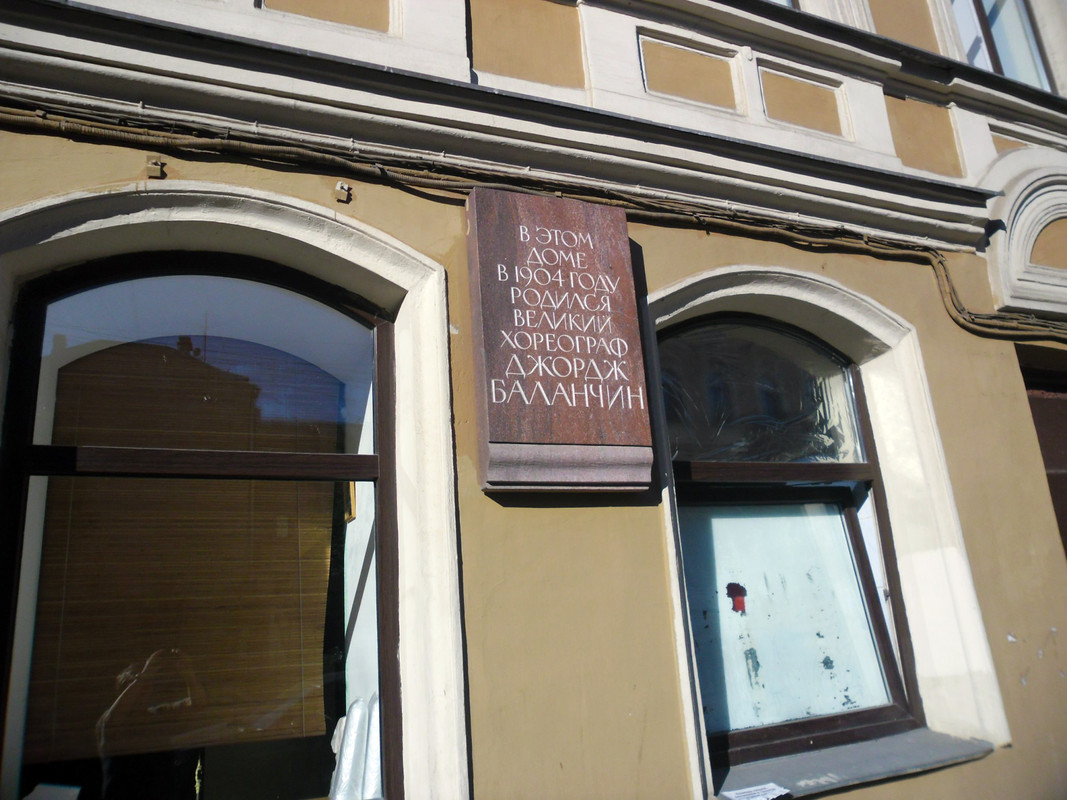 В ЭТОМ
ДОМЕ
В 1904 ГОДУ
РОДИЛСЯ
ВЕЛИКИЙ
ХОРЕОГРАФ
ДЖОРДЖ
БАЛАНЧИН